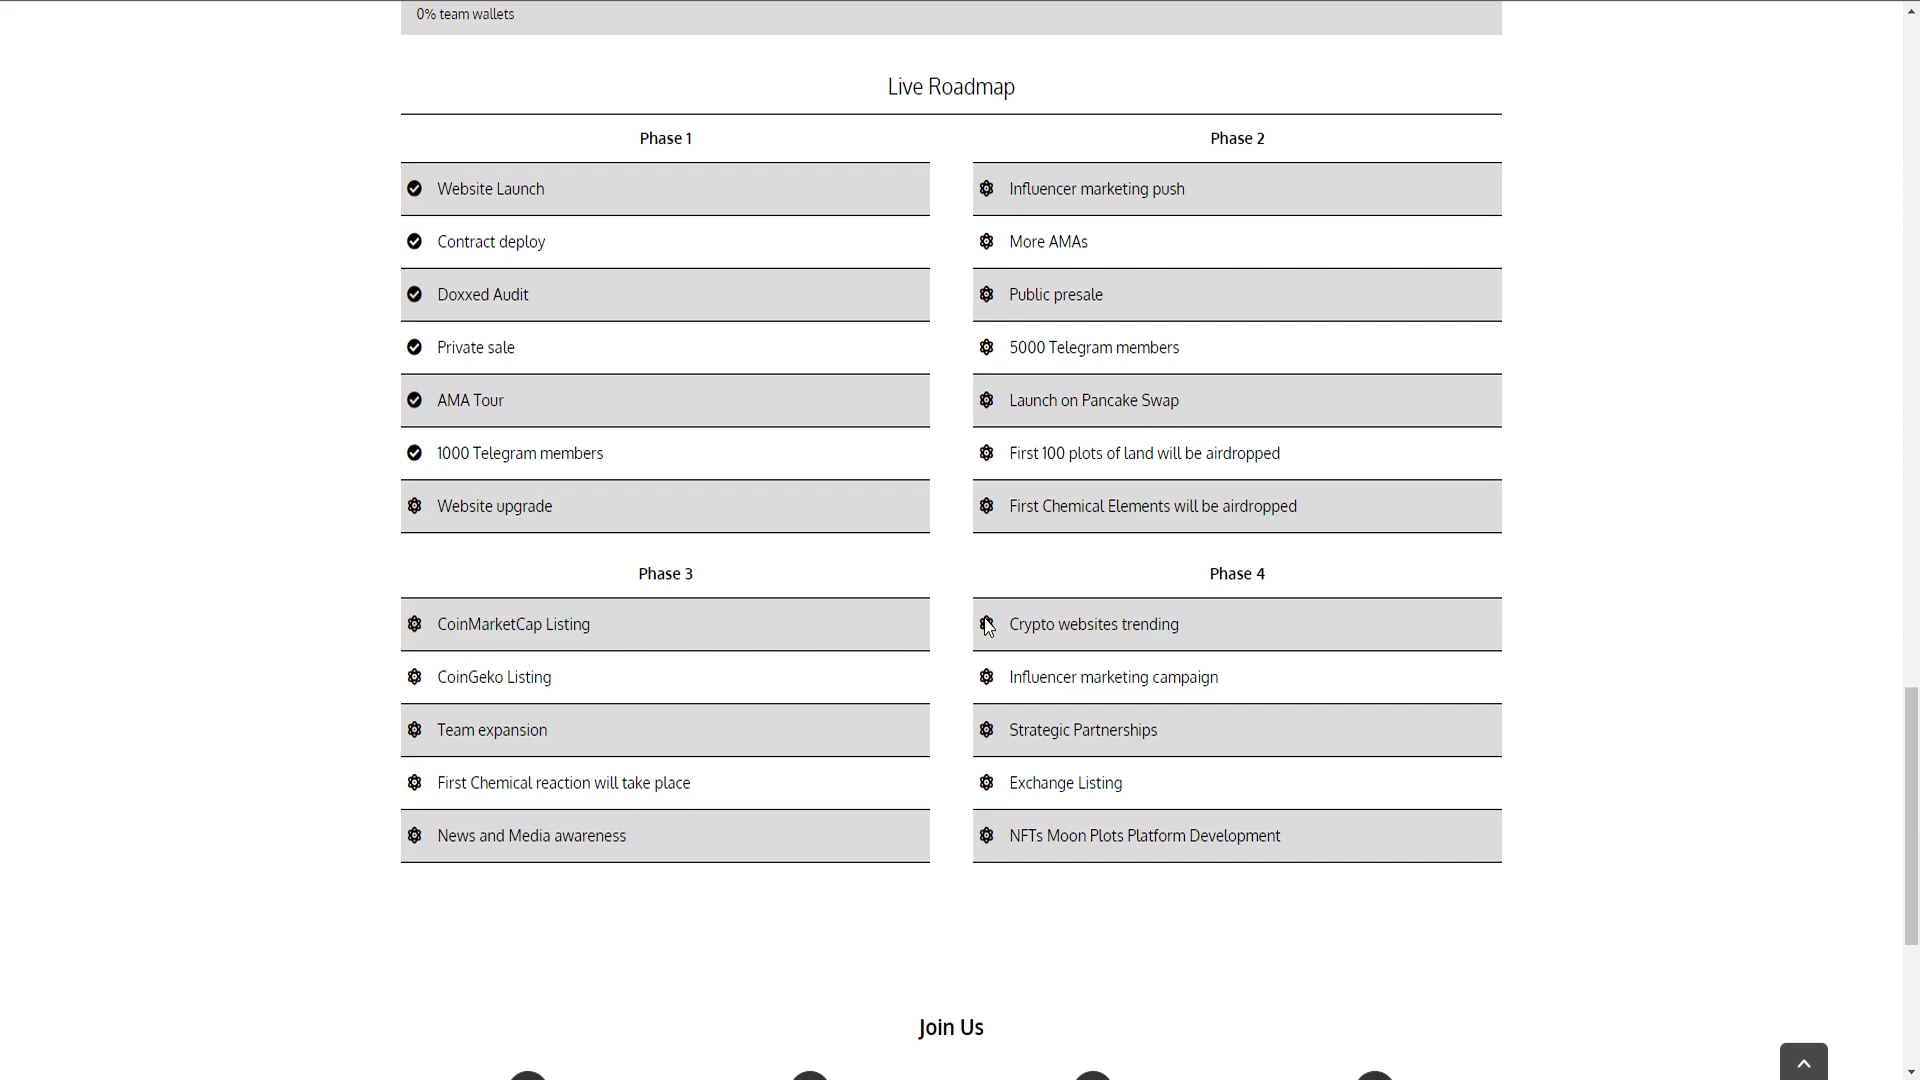 0% team wallets
Live Roadmap
Phase 1
Website Launch
Contract deploy
Doxxed Audit
Private sale
AMA Tour
1000 Telegram members
Website upgrade
Phase 2
Influencer marketing push
More AMAs
Public presale
5000 Telegram members
Launch on Pancake Swap
First 100 plots of land will be airdropped
First Chemical Elements will be airdropped
Phase 3
CoinMarketCap Listing
CoinGeko Listing
Team expansion
First Chemical reaction will take place
News and Media awareness
Phase 4
Crypto websites trending
Influencer marketing campaign
Strategic Partnerships
Exchange Listing
NFTs Moon Plots Platform Development
Join Us